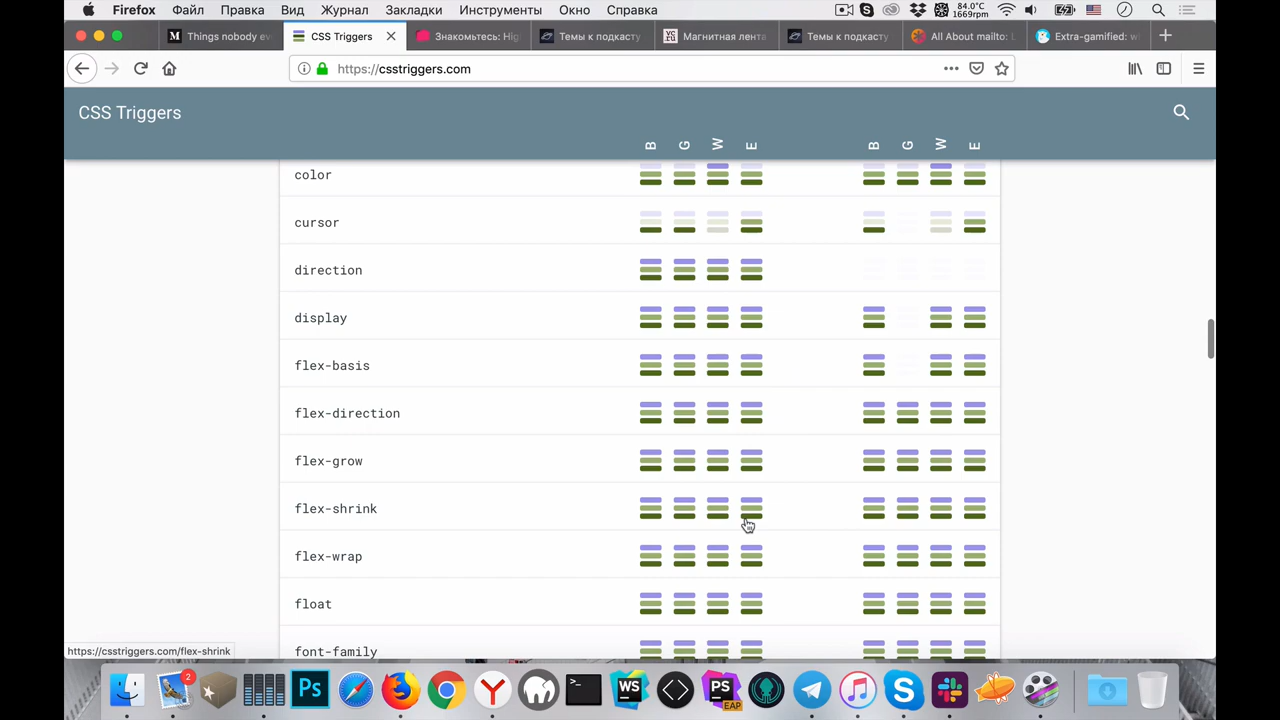 Firefox Файл Правка Вид Журнал Закладки Инструменты Окно Справка 84.0°C 1669rpm
Things nobody ev CSS Triggers Знакомьтесь: Hig Темы к подкасту Магнитная лента Темы к подкасту All About mailto: L Extra-gamified: w
https://csstriggers.com
CSS Triggers
B G W E B G W E
color
cursor
direction
display
flex-basis
flex-direction
flex-grow
flex-shrink
flex-wrap
float
font-family
https://csstriggers.com/flex-shrink
2
Ps WS PS EAP